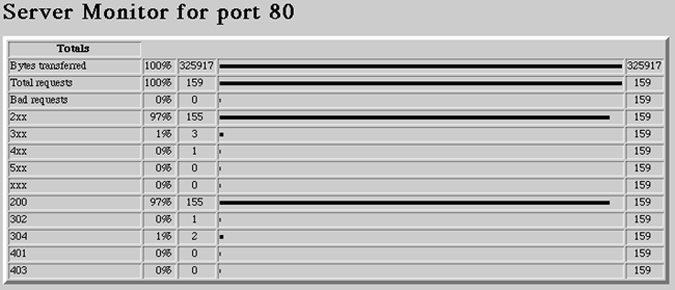 Server Monitor for port 80
Totals
Bytes transferred 100% 325917 325917
Total requests 100% 159 159
Bad requests 0% 0 159
2xx 97% 155 159
3xx 1% 3 159
4xx 0% 1 159
5xx 0% 0 159
xxx 0% 0 159
200 97% 155 159
302 0% 1 159
304 1% 2 159
401 0% 0 159
403 0% 0 159